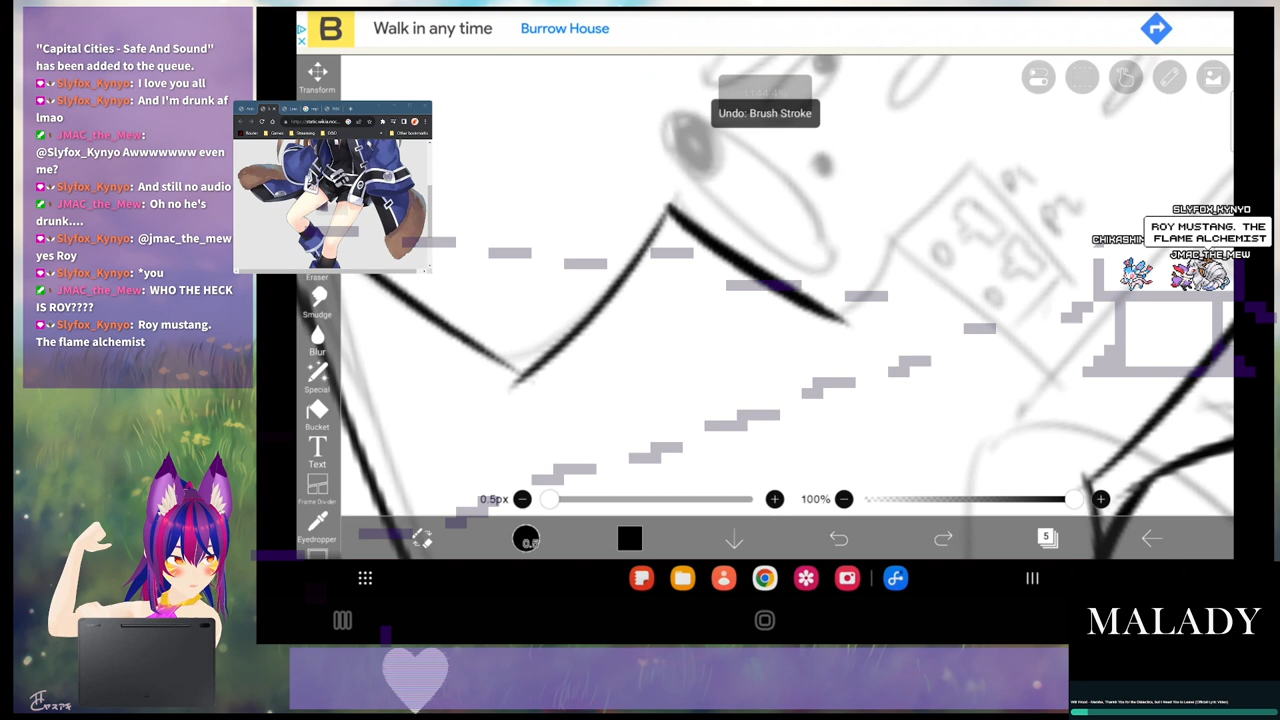 Walk in any time
Burrow House
B
"Capital Cities - Safe And Sound"
has been added to the queue.
Slyfox_Kynyo: I love you all
Slyfox_Kynyo: And I'm drunk af
lmao
JMAC_the_Mew:
@Slyfox_Kynyo Awwwwwww even
me?
Slyfox_Kynyo: And still no audio
JMAC_the_Mew: Oh no he's
drunk....
Slyfox_Kynyo: @jmac_the_mew
yes Roy
Slyfox_Kynyo: *you
JMAC_the_Mew: WHO THE HECK
IS ROY????
Slyfox_Kynyo: Roy mustang.
The flame alchemist
Transform
Undo: Brush Stroke
Eraser
Smudge
Blur
Special
Bucket
Text
Frame Divider
Eyedropper
SLYFOX_KYNYO
ROY MUSTANG. THE
FLAME ALCHEMIST
JMAC_THE_MEW
0.5px
100%
5
MALADY